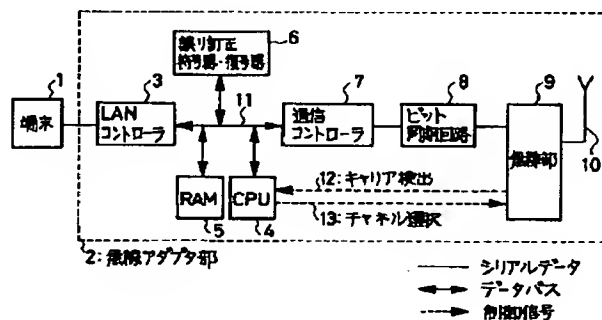 1
端末
3
LAN
コントローラ
誤り訂正
符号器・復号器
6
11
7
通信
コントローラ
8
ビット
同期回路
9
無線部
10
RAM
5
CPU
4
12:キャリア検出
13:チャネル選択
2:無線アダプタ部
シリアルデータ
データバス
制御信号